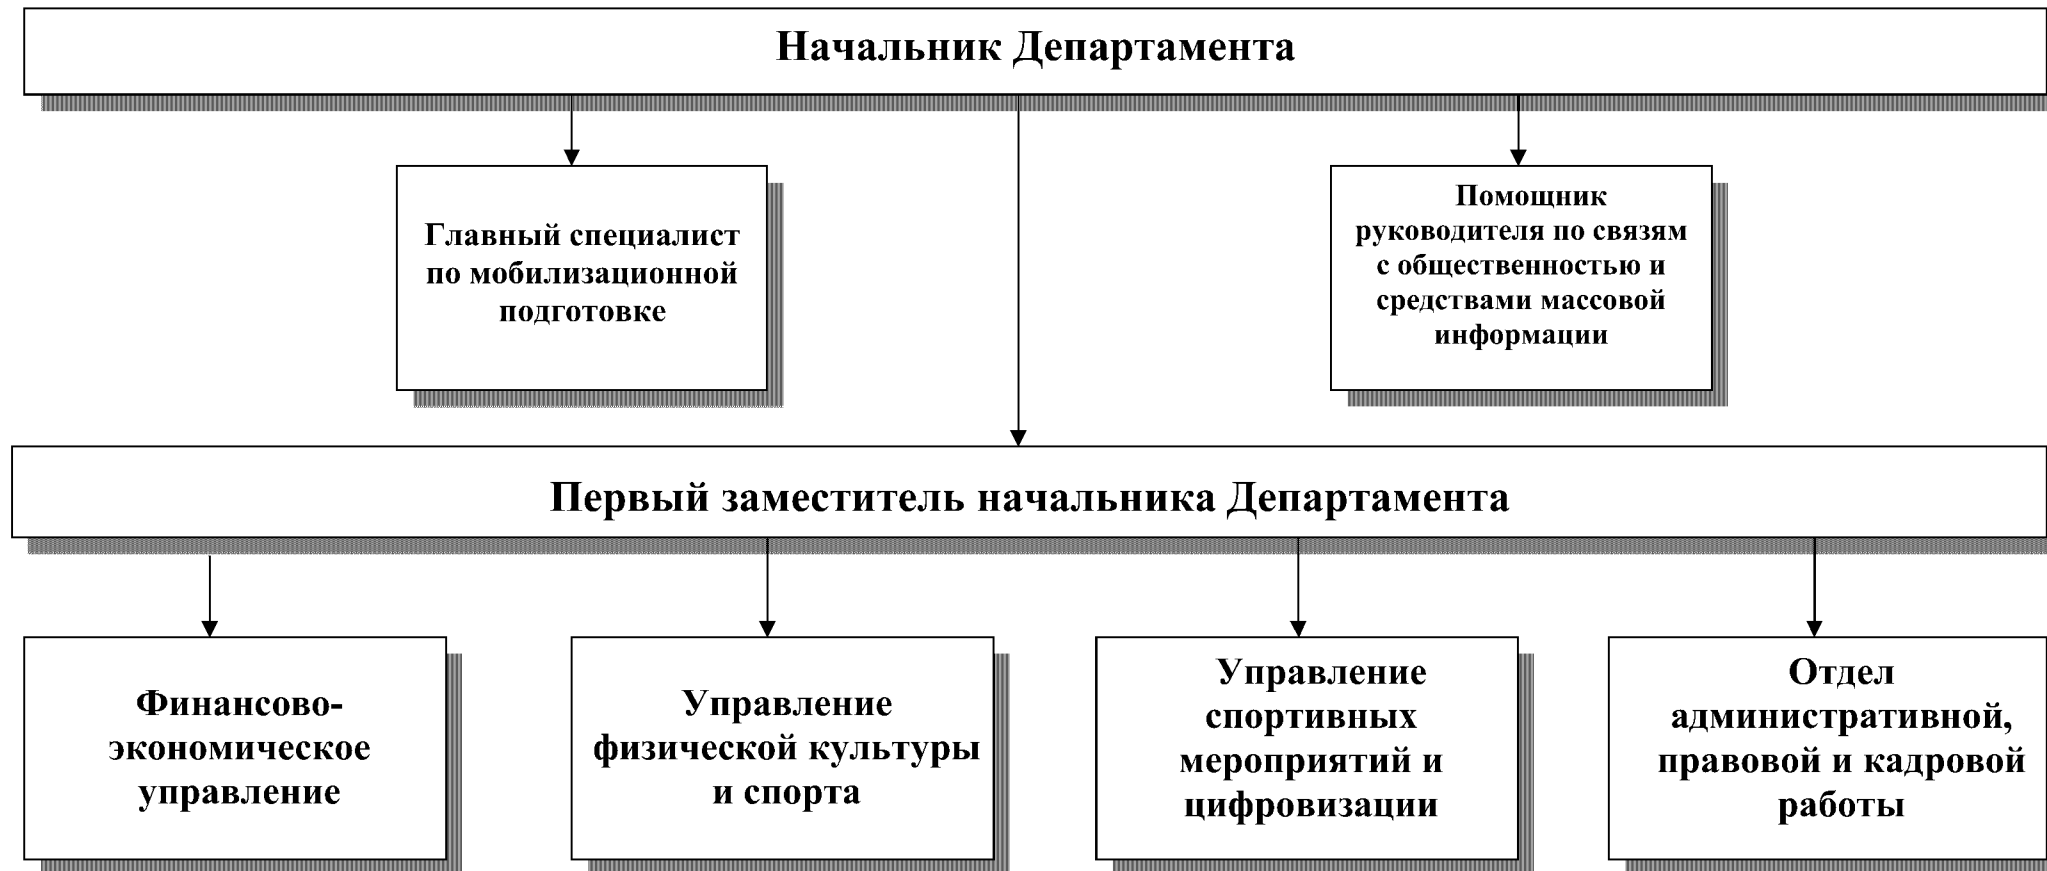 Начальник Департамента
Главный специалист
по мобилизационной
подготовке
Помощник
руководителя по связям
с общественностью и
средствами массовой
информации
Первый заместитель начальника Департамента
Финансово-
экономическое
управление
Управление
физической культуры
и спорта
Управление
спортивных
мероприятий и
цифровизации
Отдел
административной,
правовой и кадровой
работы